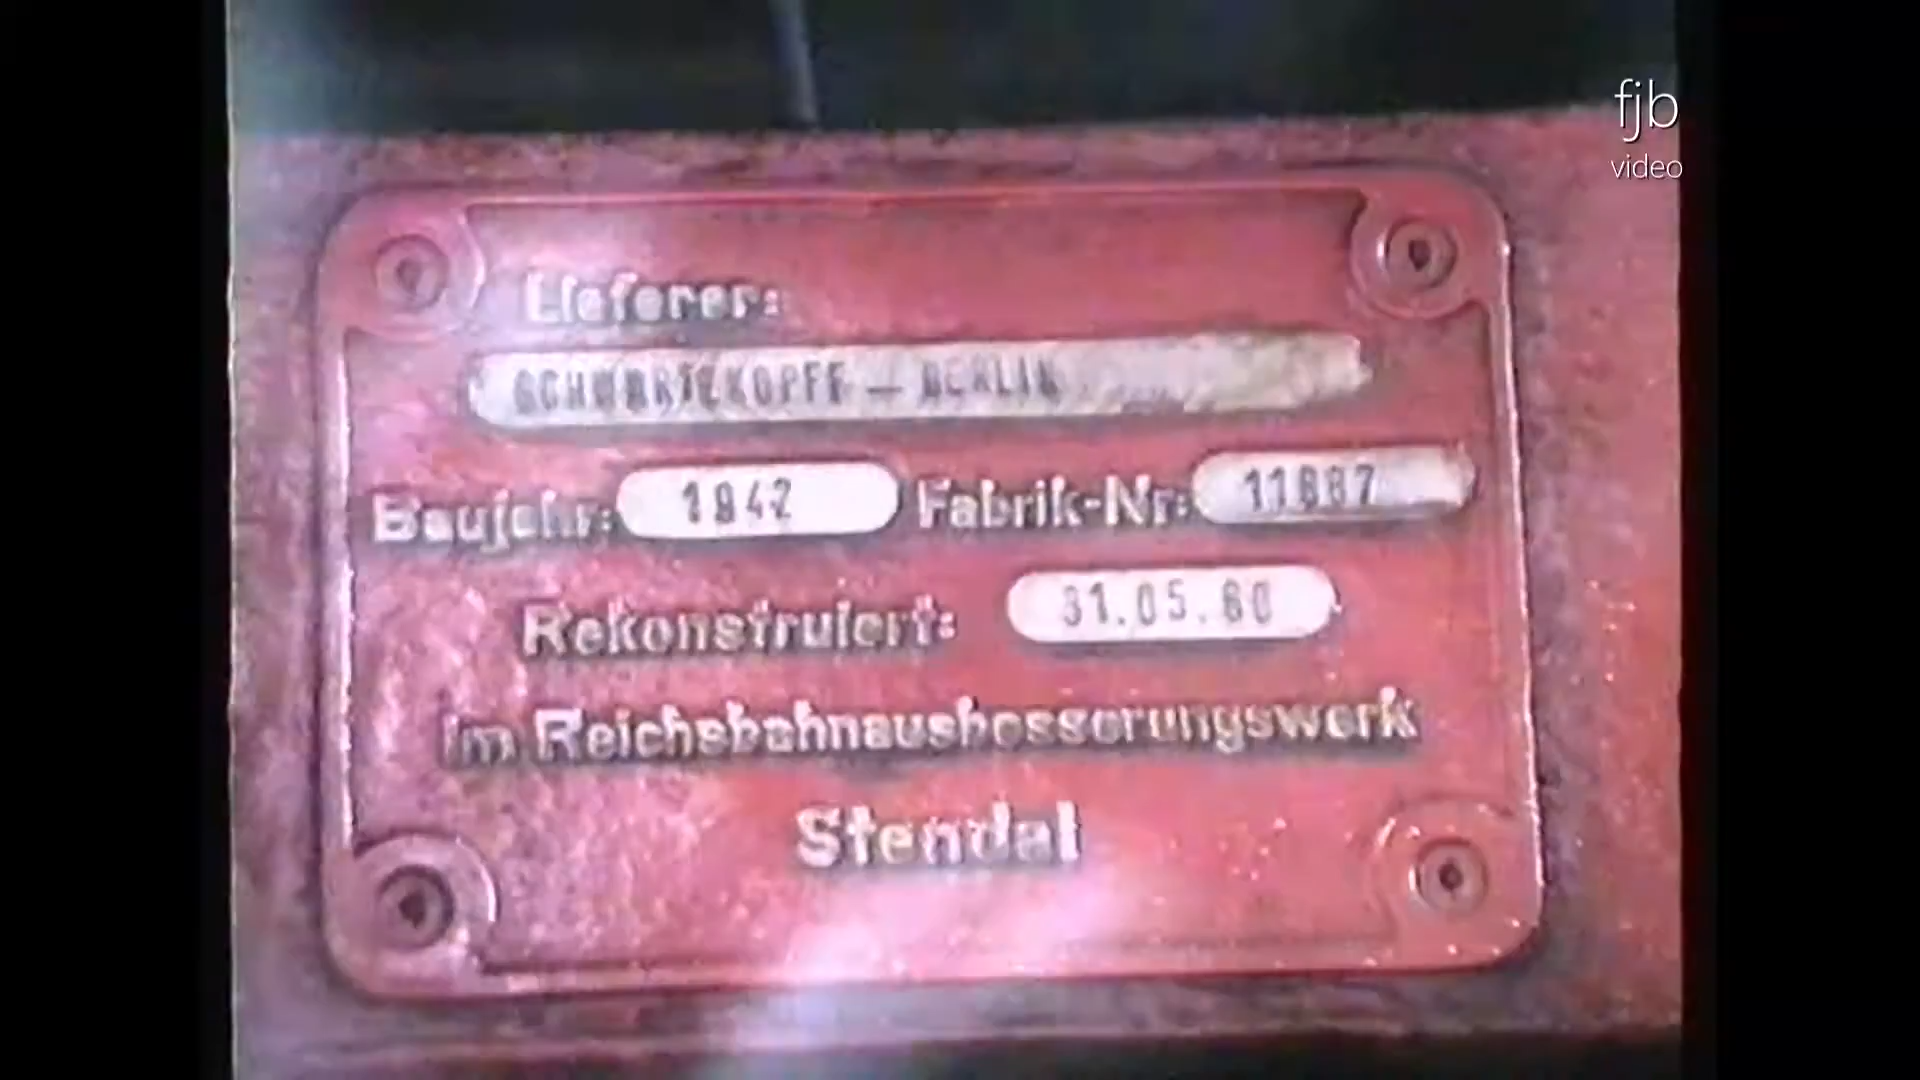 fjb
video
Lieferer:
SCHWARTZKOPFF — BERLIN
Baujahr: 1942 Fabrik-Nr: 11887
Rekonstruiert: 31.05.60
im Reichsbahnausbesserungswerk
Stendal